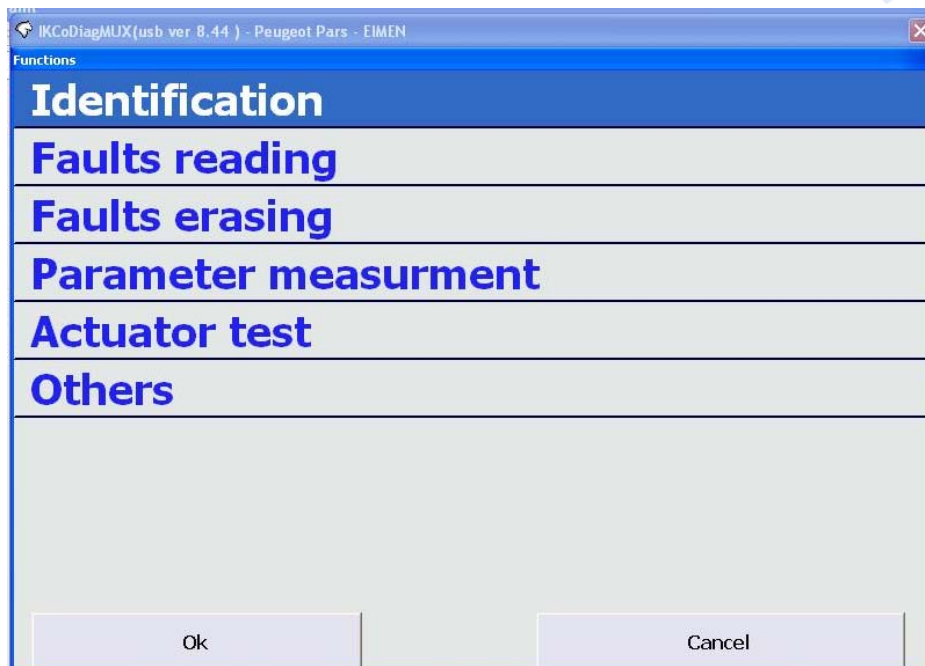 IKCoDiagMUX(usb ver 8.44 ) - Peugeot Pars - EIMEN
Functions
Identification
Faults reading
Faults erasing
Parameter measurment
Actuator test
Others
Ok Cancel